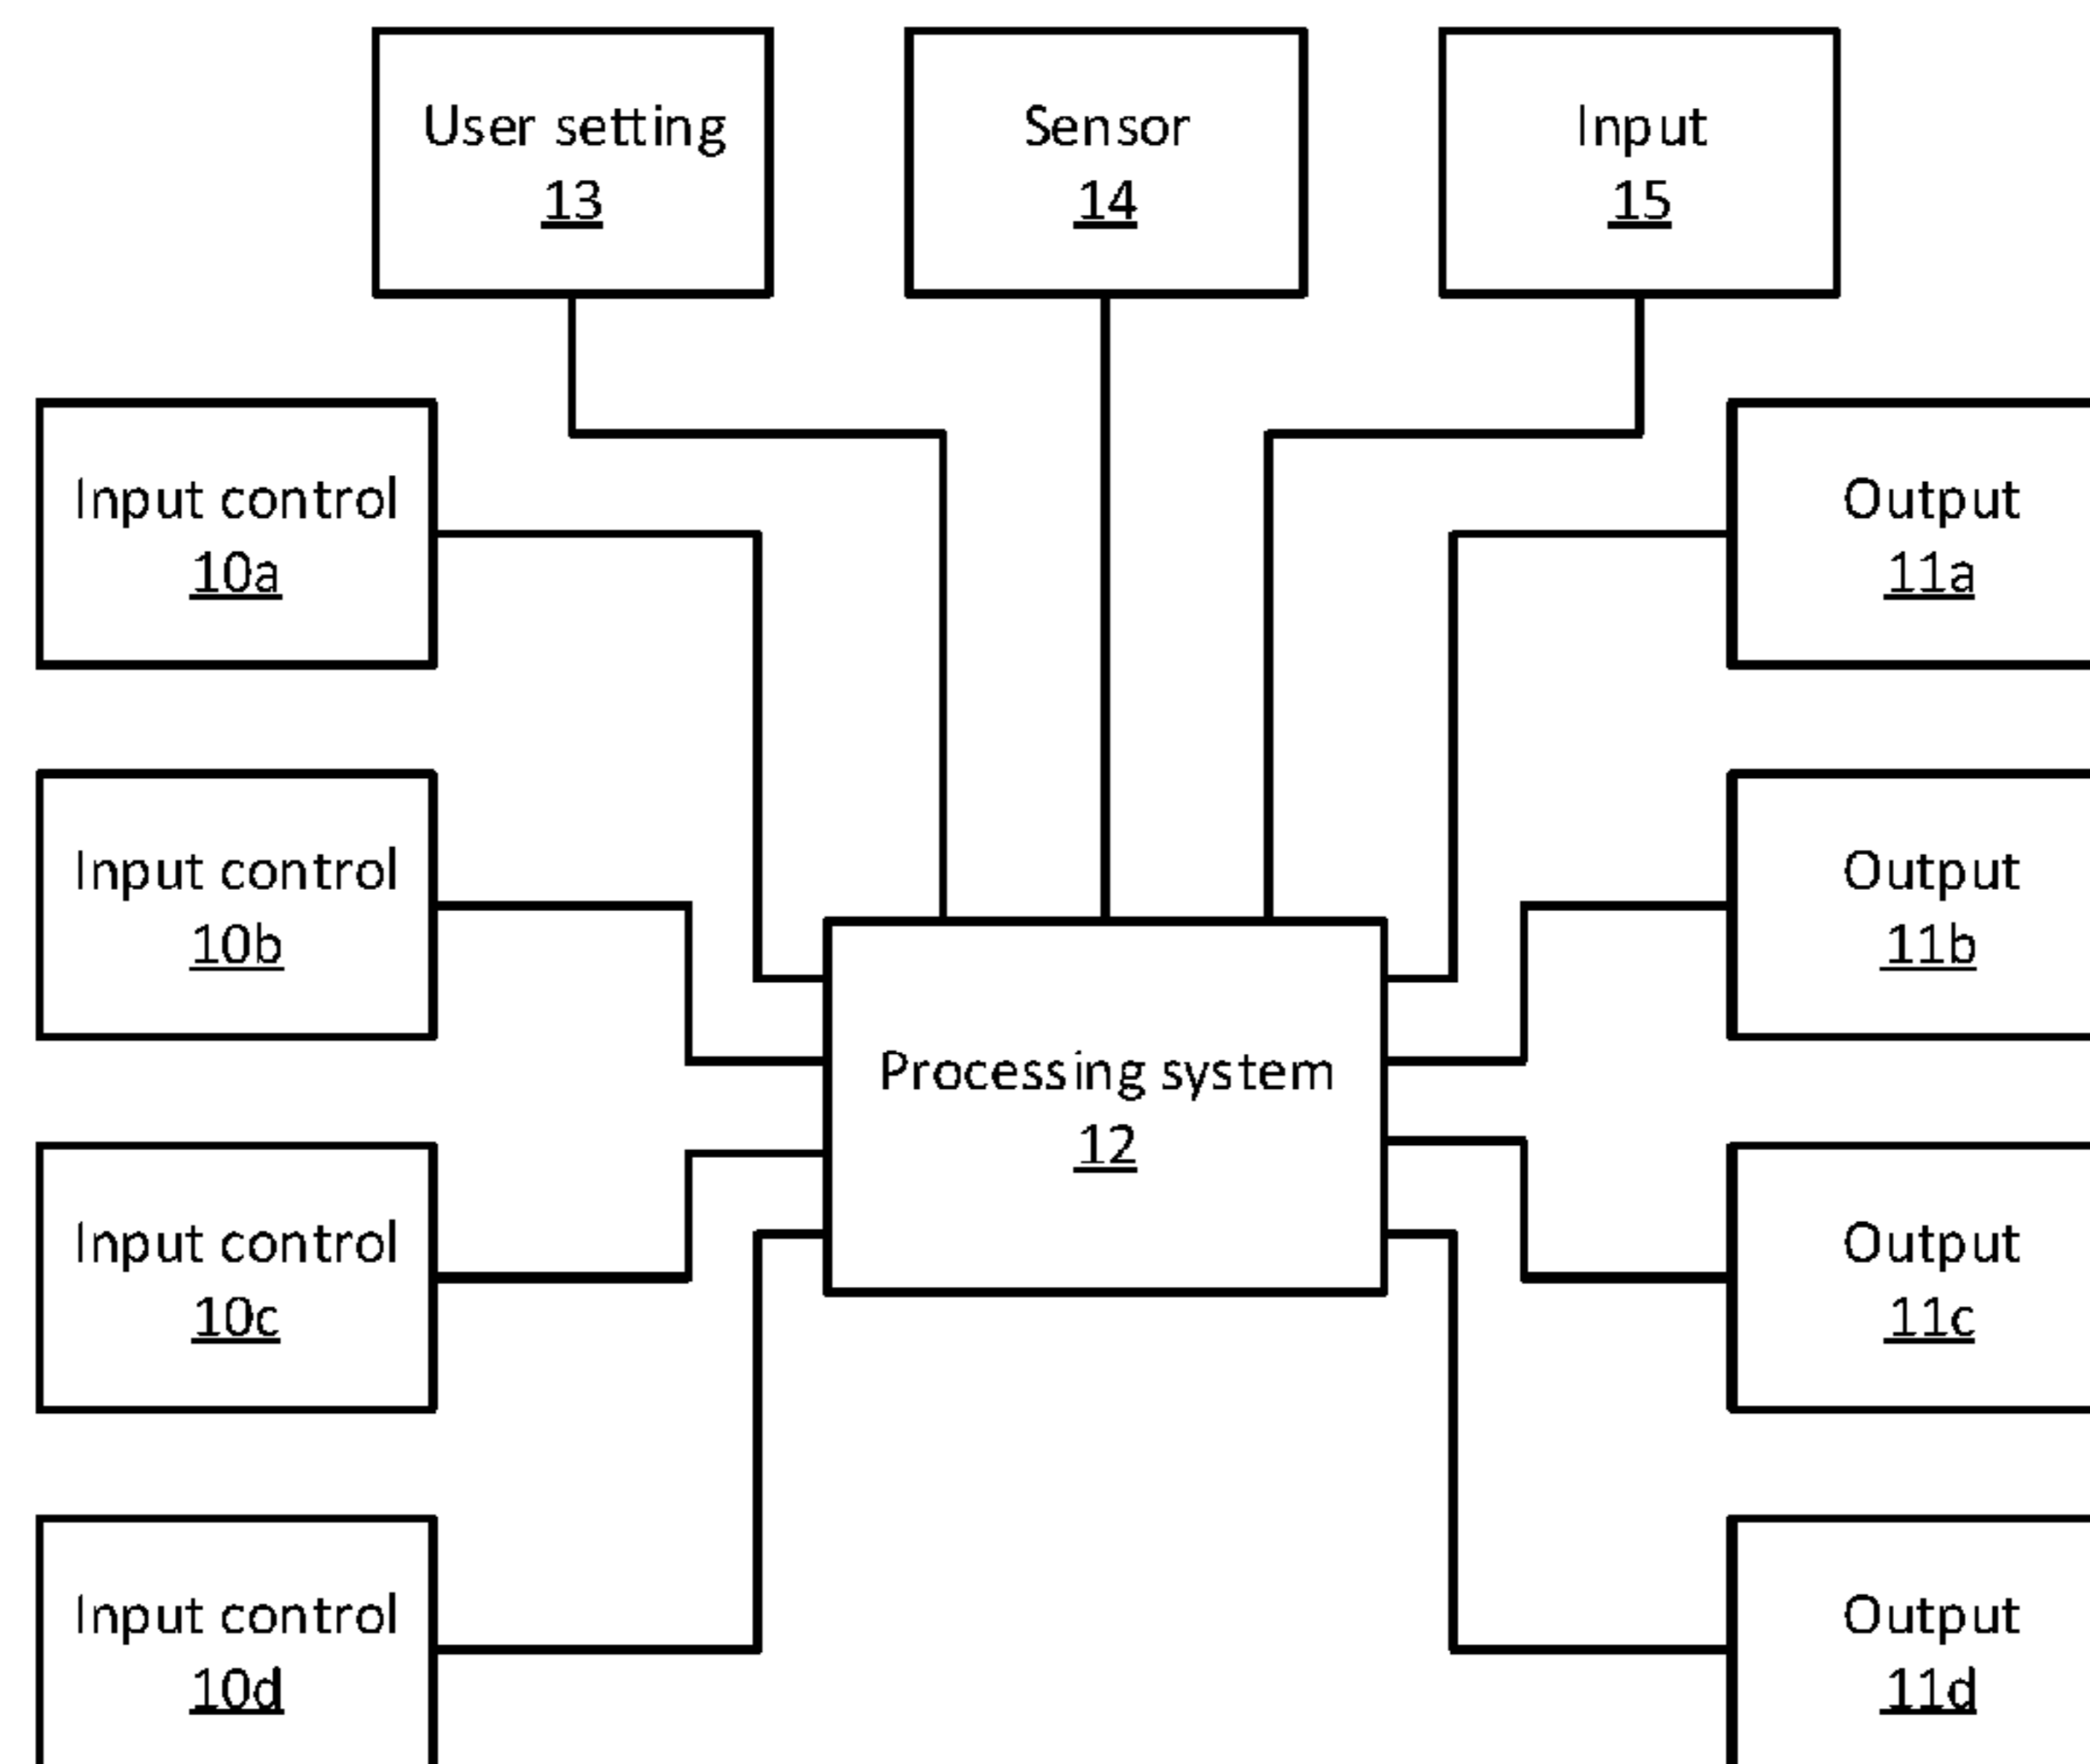 User setting
13
Sensor
14
Input
15
Input control
10a
Output
11a
Input control
10b
Output
11b
Processing system
12
Input control
10c
Output
11c
Input control
10d
Output
11d